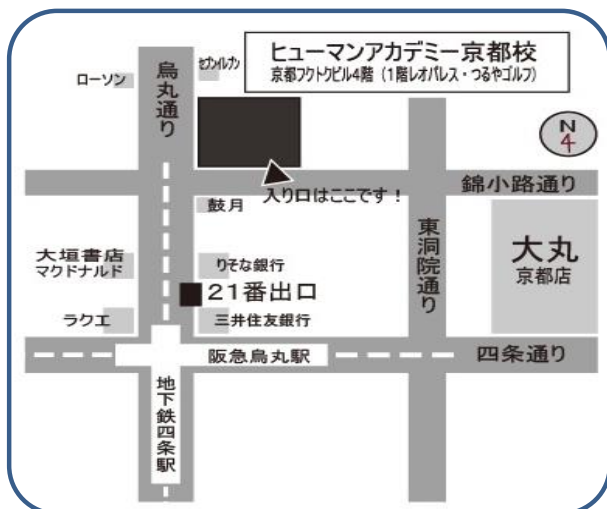 ヒューマンアカデミー京都校
京都フクトクビル4階（1階レオパレス・つるやゴルフ）
セブンイレブン
ローソン
烏丸通り
N
4
錦小路通り
入り口はここです！
鼓月
大垣書店
マクドナルド
りそな銀行
21番出口
ラクエ
三井住友銀行
東洞院通り
大丸
京都店
阪急烏丸駅
四条通り
地下鉄四条駅